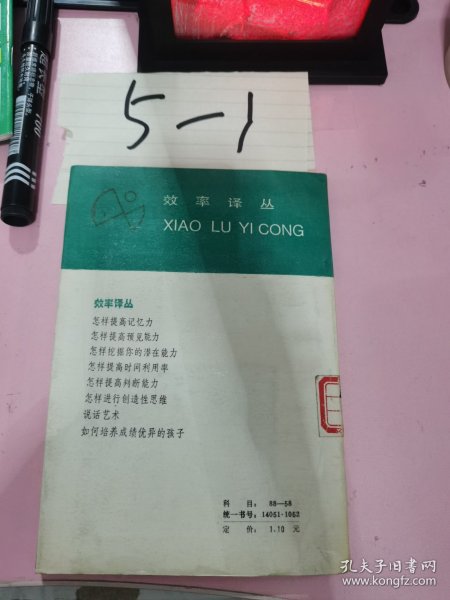 5-1
效率译丛
XIAO LU YI CONG
效率译丛
怎样提高记忆力
怎样提高预见能力
怎样挖掘你的潜在能力
怎样提高时间利用率
怎样提高判断能力
怎样进行创造性思维
说话艺术
如何培养成绩优异的孩子
科目：88—58
统一书号：14051·1052
定价：1.10元
孔夫子旧书网
www.kongfz.com